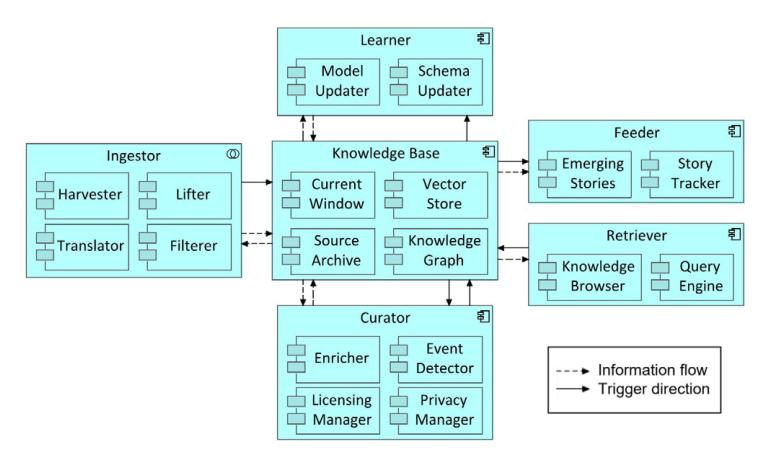 Learner
Model
Updater
Schema
Updater
Ingestor
Harvester
Lifter
Translator
Filterer
Knowledge Base
Current
Window
Vector
Store
Source
Archive
Knowledge
Graph
Feeder
Emerging
Stories
Story
Tracker
Retriever
Knowledge
Browser
Query
Engine
Curator
Enricher
Event
Detector
Licensing
Manager
Privacy
Manager
Information flow
Trigger direction